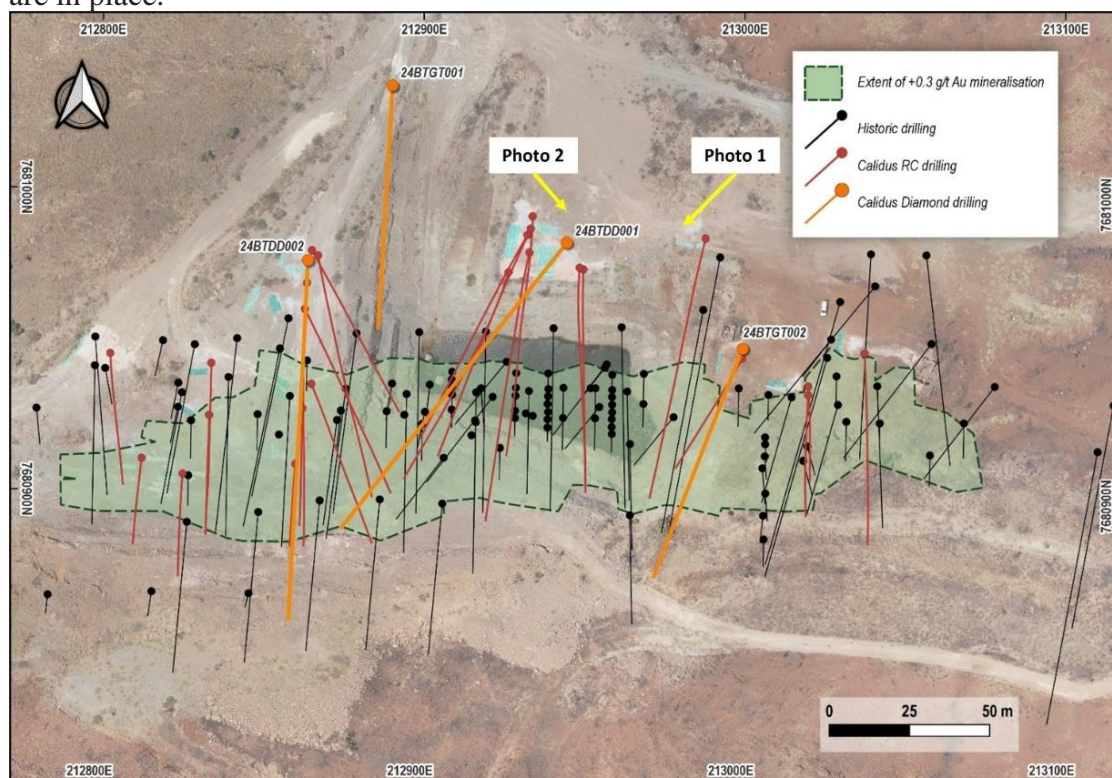 are in place.
212800E
212900E
213000E
213100E
24BTGT001
Extent of +0.3 g/t Au mineralisation
Historic drilling
Calidus RC drilling
Calidus Diamond drilling
Photo 2
Photo 1
7681000N
7681000N
24BTDD002
24BTDD001
24BTGT002
7680900N
7680900N
0 25 50 m
212800E
212900E
213000E
213100E